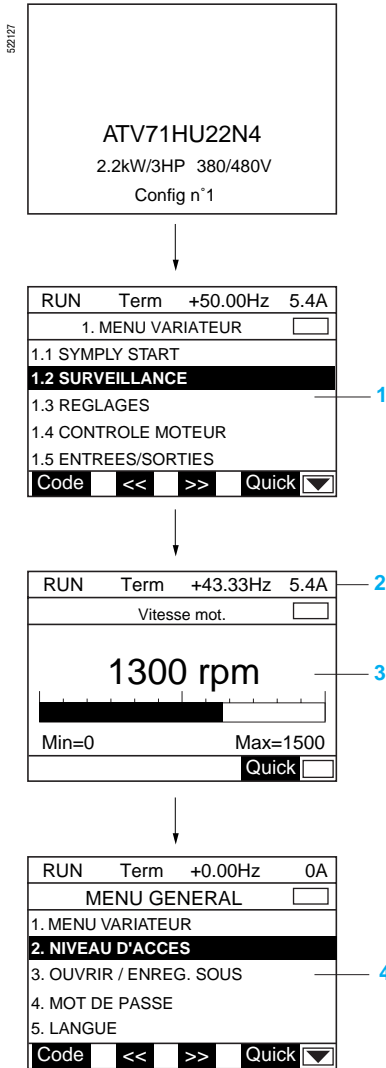 522127
ATV71HU22N4
2.2kW/3HP 380/480V
Config n°1
RUN Term +50.00Hz 5.4A
1. MENU VARIATEUR
1.1 SYMPLY START
1.2 SURVEILLANCE
1
1.3 REGLAGES
1.4 CONTROLE MOTEUR
1.5 ENTREES/SORTIES
Code << >> Quick
RUN Term +43.33Hz 5.4A
2
Vitesse mot.
1300 rpm
3
Min=0 Max=1500
Quick
RUN Term +0.00Hz 0A
MENU GENERAL
1. MENU VARIATEUR
2. NIVEAU D'ACCES
3. OUVRIR / ENREG. SOUS
4
4. MOT DE PASSE
5. LANGUE
Code << >> Quick